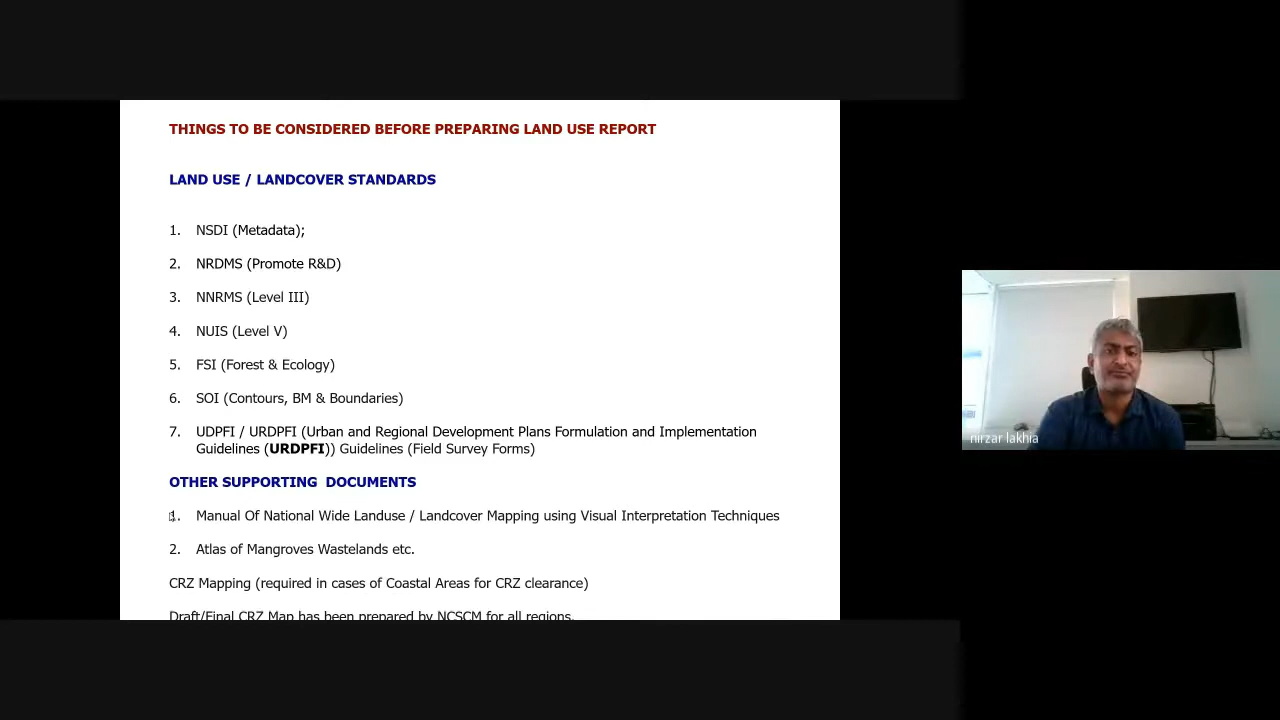 THINGS TO BE CONSIDERED BEFORE PREPARING LAND USE REPORT
LAND USE / LANDCOVER STANDARDS
1. NSDI (Metadata);
2. NRDMS (Promote R&D)
3. NNRMS (Level III)
4. NUIS (Level V)
5. FSI (Forest & Ecology)
6. SOI (Contours, BM & Boundaries)
7. UDPFI / URDPFI (Urban and Regional Development Plans Formulation and Implementation
Guidelines (URDPFI)) Guidelines (Field Survey Forms)
OTHER SUPPORTING DOCUMENTS
1. Manual Of National Wide Landuse / Landcover Mapping using Visual Interpretation Techniques
2. Atlas of Mangroves Wastelands etc.
CRZ Mapping (required in cases of Coastal Areas for CRZ clearance)
Draft/Final CRZ Map has been prepared by NCSCM for all regions.
nirzar lakhia